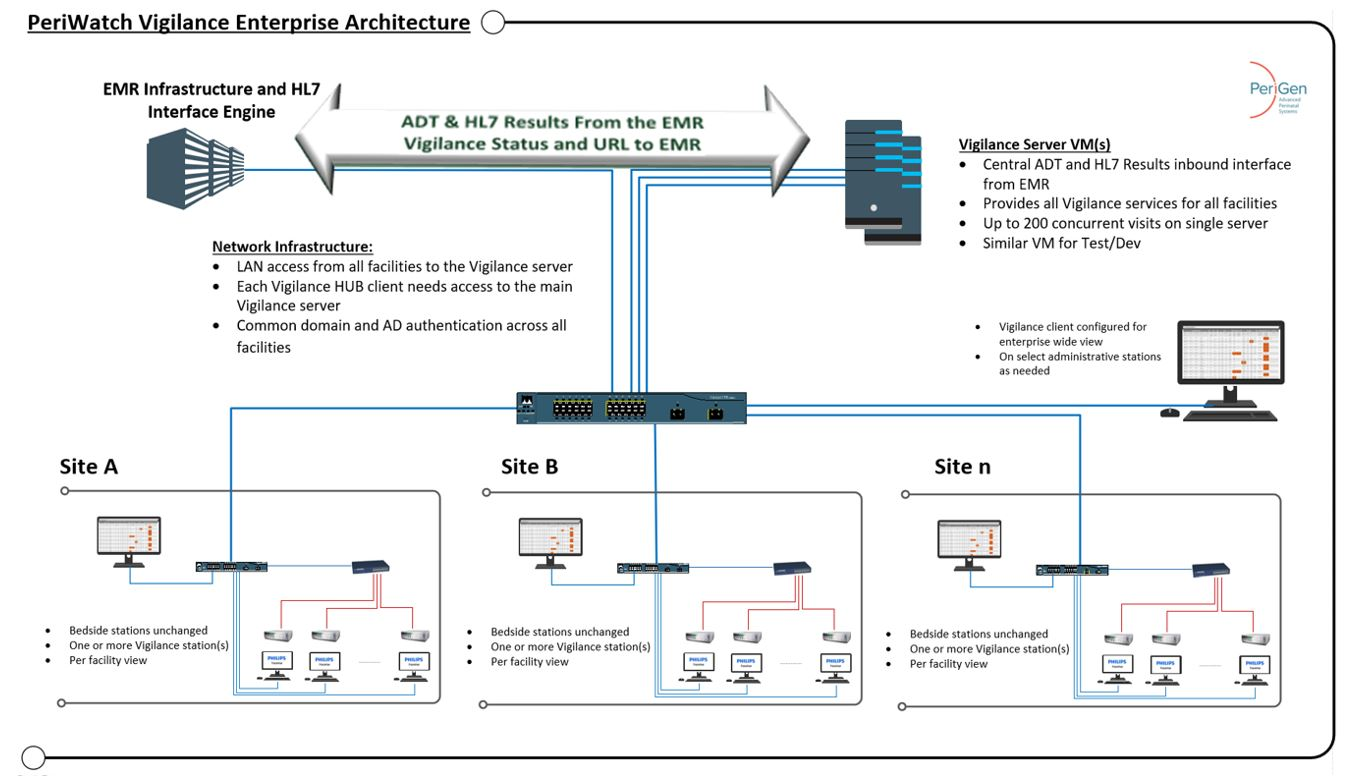 PeriWatch Vigilance Enterprise Architecture
EMR Infrastructure and HL7
Interface Engine
ADT & HL7 Results From the EMR
Vigilance Status and URL to EMR
PeriGen
Advanced
Perinatal
Systems
Vigilance Server VM(s)
• Central ADT and HL7 Results inbound interface
from EMR
• Provides all Vigilance services for all facilities
• Up to 200 concurrent visits on single server
• Similar VM for Test/Dev
Network Infrastructure:
• LAN access from all facilities to the Vigilance server
• Each Vigilance HUB client needs access to the main
Vigilance server
• Common domain and AD authentication across all
facilities
• Vigilance client configured for
enterprise wide view
• On select administrative stations
as needed
Site A
• Bedside stations unchanged
• One or more Vigilance station(s)
• Per facility view
PHILIPS
PHILIPS
PHILIPS
Site B
• Bedside stations unchanged
• One or more Vigilance station(s)
• Per facility view
PHILIPS
PHILIPS
PHILIPS
Site n
• Bedside stations unchanged
• One or more Vigilance station(s)
• Per facility view
PHILIPS
PHILIPS
PHILIPS